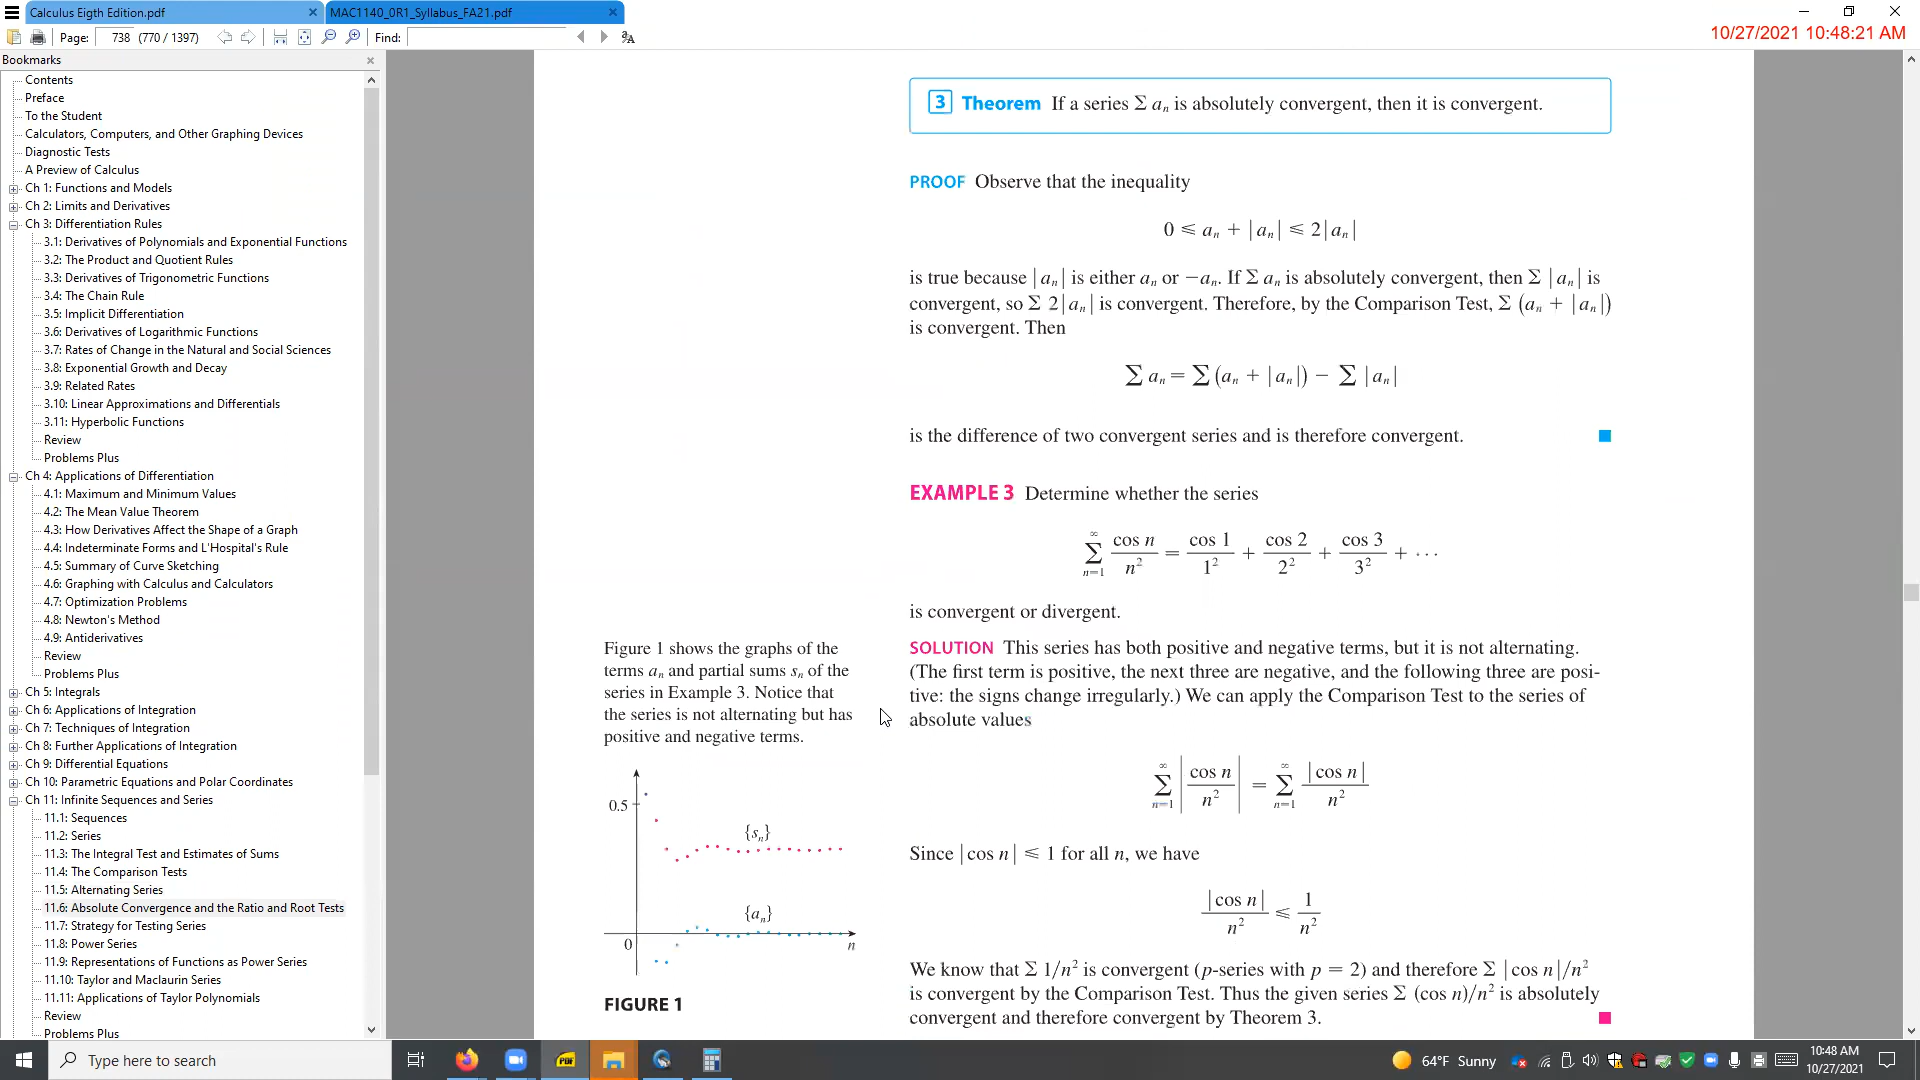 Calculus Eigth Edition.pdf
MAC1140_0R1_Syllabus_FA21.pdf
Page: 738 (770 / 1397)
Find:
10/27/2021 10:48:21 AM
Bookmarks
Contents
Preface
To the Student
Calculators, Computers, and Other Graphing Devices
Diagnostic Tests
A Preview of Calculus
Ch 1: Functions and Models
Ch 2: Limits and Derivatives
Ch 3: Differentiation Rules
3.1: Derivatives of Polynomials and Exponential Functions
3.2: The Product and Quotient Rules
3.3: Derivatives of Trigonometric Functions
3.4: The Chain Rule
3.5: Implicit Differentiation
3.6: Derivatives of Logarithmic Functions
3.7: Rates of Change in the Natural and Social Sciences
3.8: Exponential Growth and Decay
3.9: Related Rates
3.10: Linear Approximations and Differentials
3.11: Hyperbolic Functions
Review
Problems Plus
Ch 4: Applications of Differentiation
4.1: Maximum and Minimum Values
4.2: The Mean Value Theorem
4.3: How Derivatives Affect the Shape of a Graph
4.4: Indeterminate Forms and L'Hospital's Rule
4.5: Summary of Curve Sketching
4.6: Graphing with Calculus and Calculators
4.7: Optimization Problems
4.8: Newton's Method
4.9: Antiderivatives
Review
Problems Plus
Ch 5: Integrals
Ch 6: Applications of Integration
Ch 7: Techniques of Integration
Ch 8: Further Applications of Integration
Ch 9: Differential Equations
Ch 10: Parametric Equations and Polar Coordinates
Ch 11: Infinite Sequences and Series
11.1: Sequences
11.2: Series
11.3: The Integral Test and Estimates of Sums
11.4: The Comparison Tests
11.5: Alternating Series
11.6: Absolute Convergence and the Ratio and Root Tests
11.7: Strategy for Testing Series
11.8: Power Series
11.9: Representations of Functions as Power Series
11.10: Taylor and Maclaurin Series
11.11: Applications of Taylor Polynomials
Review
Problems Plus
3 Theorem If a series Σ aₙ is absolutely convergent, then it is convergent.
PROOF Observe that the inequality
0 ⩽ aₙ + |aₙ| ⩽ 2|aₙ|
is true because |aₙ| is either aₙ or −aₙ. If Σ aₙ is absolutely convergent, then Σ |aₙ| is
convergent, so Σ 2|aₙ| is convergent. Therefore, by the Comparison Test, Σ (aₙ + |aₙ|)
is convergent. Then
Σ aₙ = Σ (aₙ + |aₙ|) − Σ |aₙ|
is the difference of two convergent series and is therefore convergent.
EXAMPLE 3 Determine whether the series
∞ Σ n=1 cos n / n² = cos 1 / 1² + cos 2 / 2² + cos 3 / 3² + ···
is convergent or divergent.
SOLUTION This series has both positive and negative terms, but it is not alternating.
(The first term is positive, the next three are negative, and the following three are posi-
tive: the signs change irregularly.) We can apply the Comparison Test to the series of
absolute values
∞ Σ n=1 |cos n / n²| = ∞ Σ n=1 |cos n| / n²
Since |cos n| ⩽ 1 for all n, we have
|cos n| / n² ⩽ 1 / n²
We know that Σ 1/n² is convergent (p-series with p = 2) and therefore Σ |cos n|/n²
is convergent by the Comparison Test. Thus the given series Σ (cos n)/n² is absolutely
convergent and therefore convergent by Theorem 3.
Figure 1 shows the graphs of the
terms aₙ and partial sums sₙ of the
series in Example 3. Notice that
the series is not alternating but has
positive and negative terms.
0.5
{sₙ}
{aₙ}
0
n
FIGURE 1
Type here to search
PDF
64°F Sunny
10:48 AM
10/27/2021